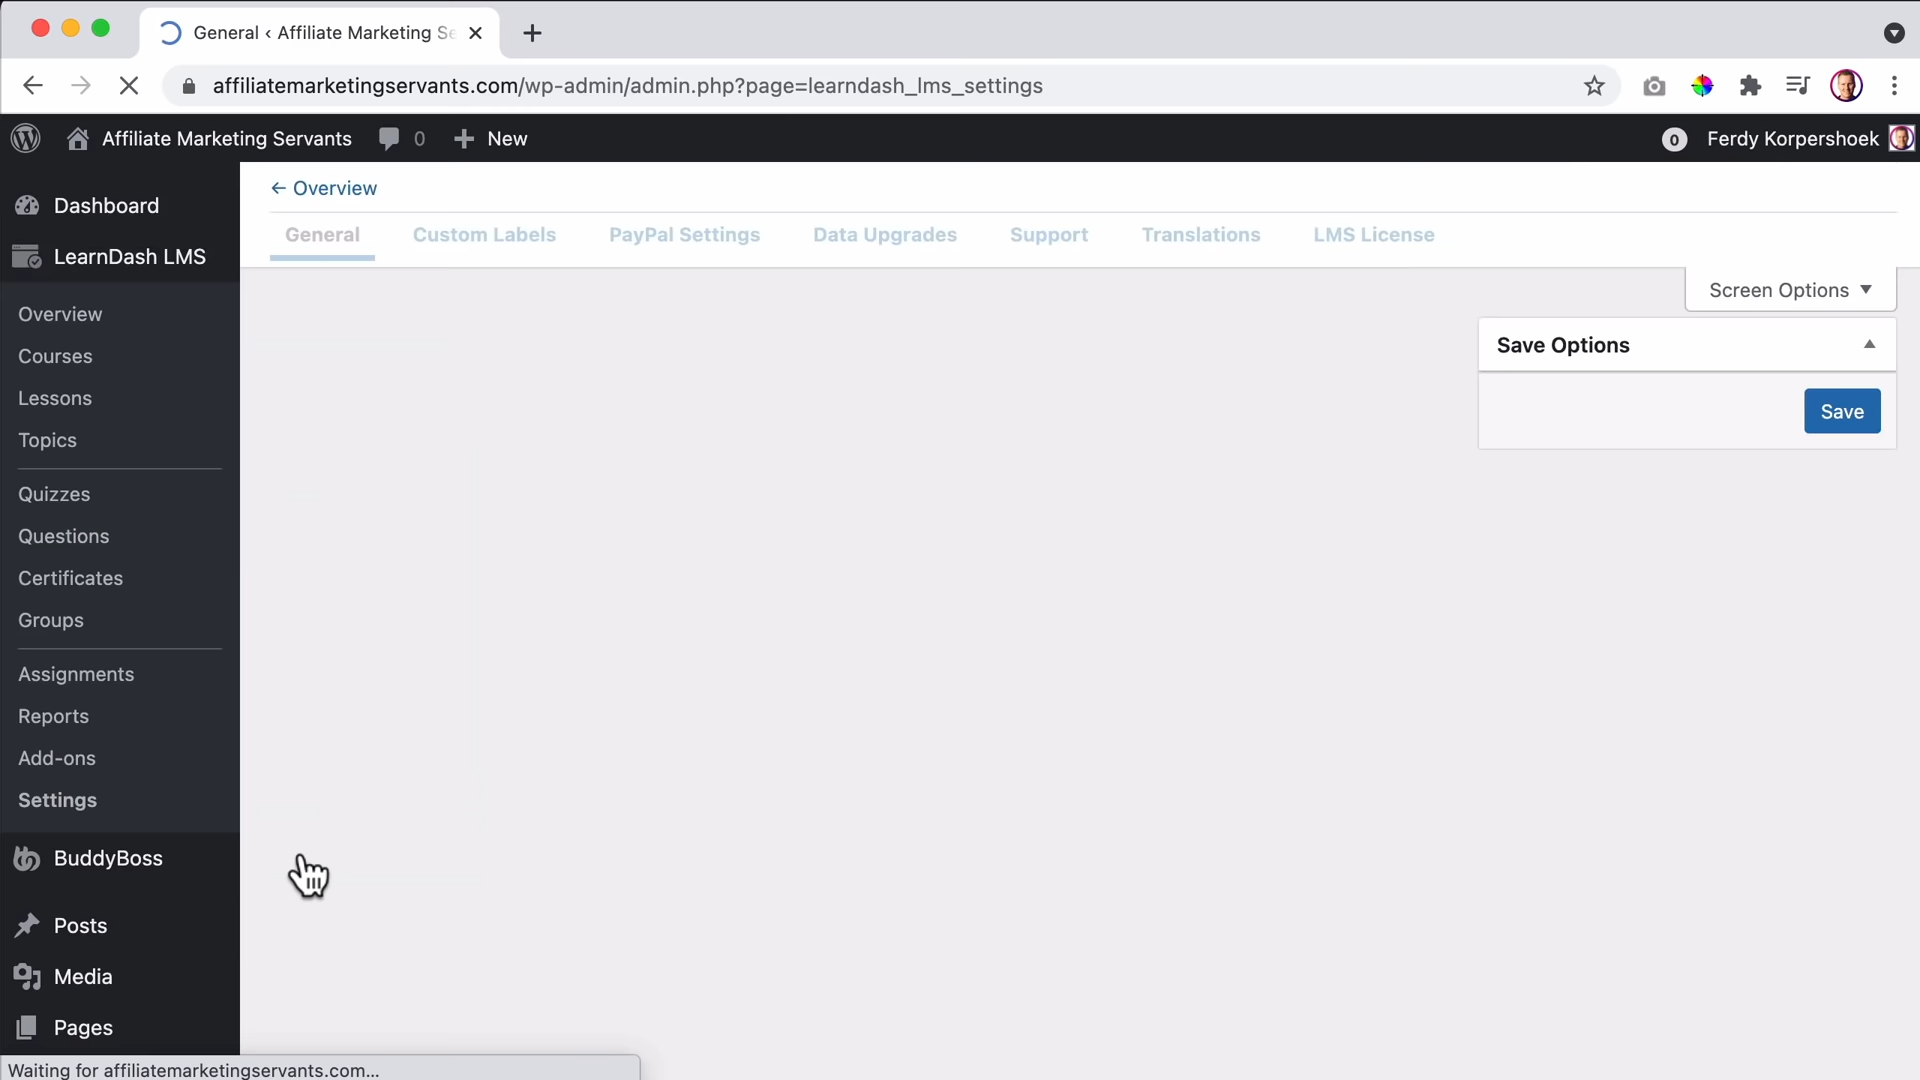 General ‹ Affiliate Marketing Se
affiliatemarketingservants.com/wp-admin/admin.php?page=learndash_lms_settings
Affiliate Marketing Servants 0 New 0 Ferdy Korpershoek
← Overview
General Custom Labels PayPal Settings Data Upgrades Support Translations LMS License
Screen Options
Save Options
Save
Dashboard
LearnDash LMS
Overview
Courses
Lessons
Topics
Quizzes
Questions
Certificates
Groups
Assignments
Reports
Add-ons
Settings
BuddyBoss
Posts
Media
Pages
Waiting for affiliatemarketingservants.com...